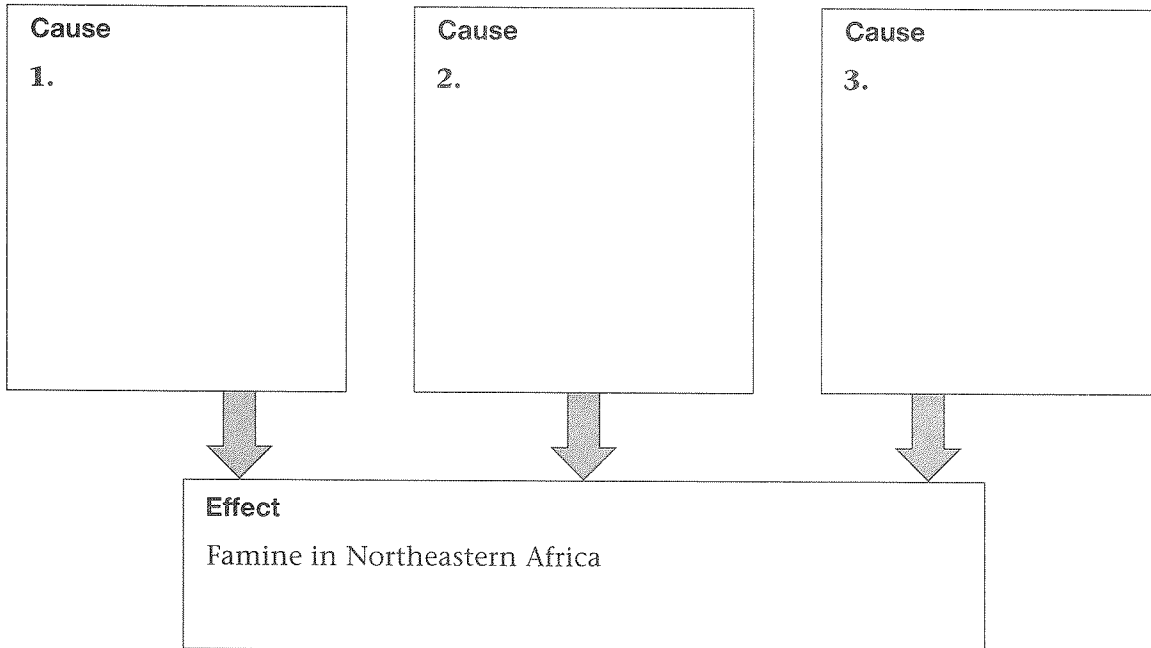 Cause
1.
Cause
2.
Cause
3.
Effect
Famine in Northeastern Africa